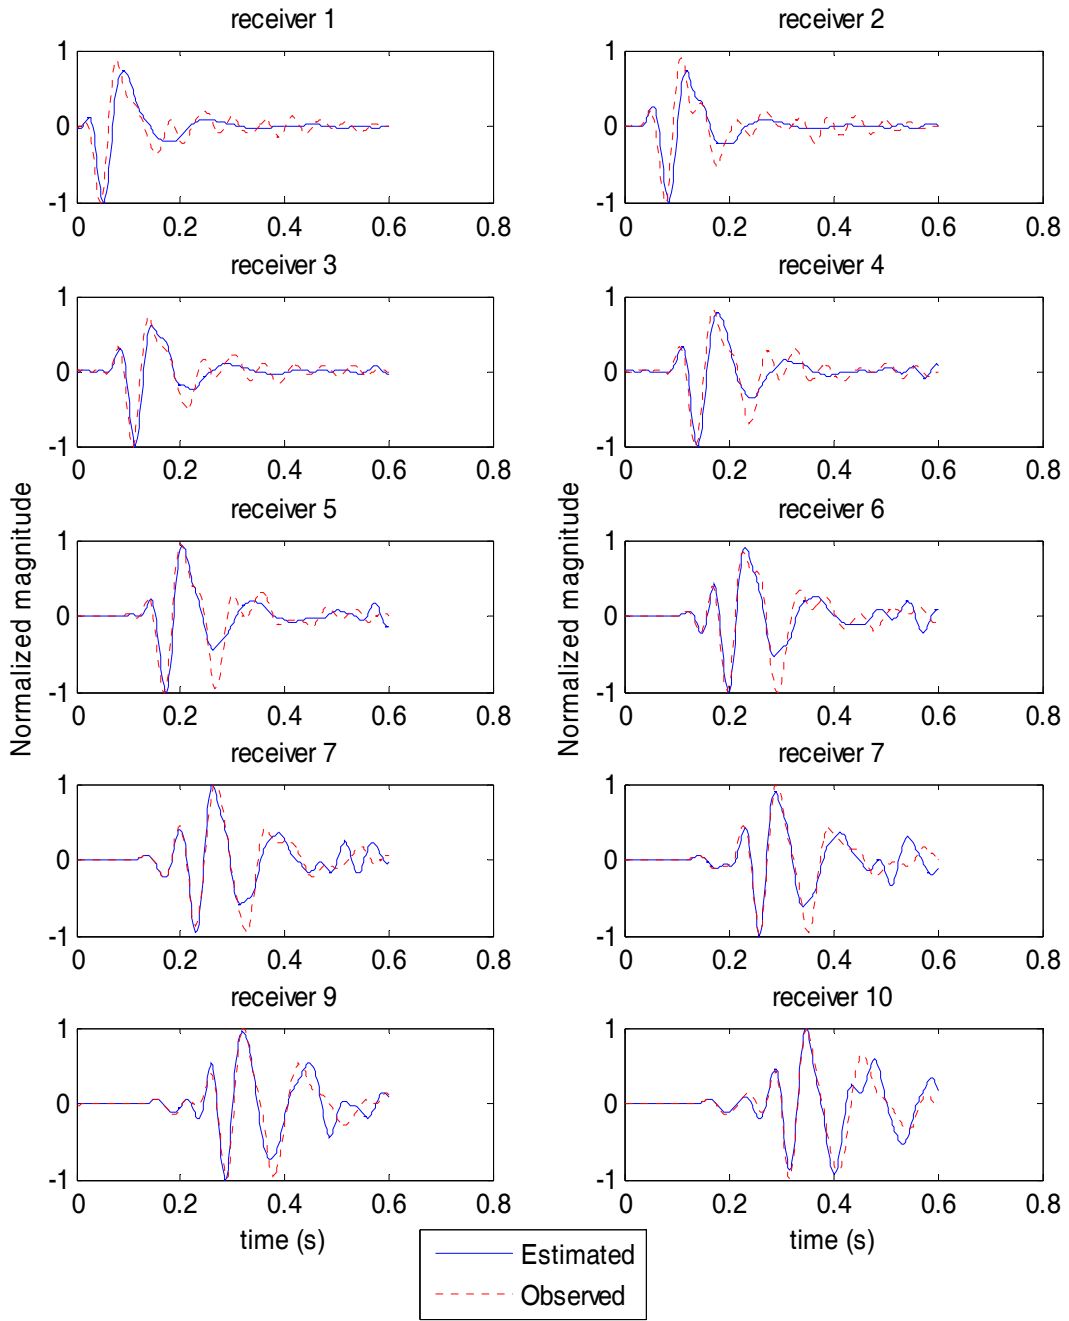 receiver 1
receiver 2
1
0
-1
0 0.2 0.4 0.6 0.8
1
0
-1
0 0.2 0.4 0.6 0.8
receiver 3
receiver 4
1
0
-1
0 0.2 0.4 0.6 0.8
1
0
-1
0 0.2 0.4 0.6 0.8
Normalized magnitude
Normalized magnitude
receiver 5
receiver 6
1
0
-1
0 0.2 0.4 0.6 0.8
1
0
-1
0 0.2 0.4 0.6 0.8
receiver 7
receiver 7
1
0
-1
0 0.2 0.4 0.6 0.8
1
0
-1
0 0.2 0.4 0.6 0.8
receiver 9
receiver 10
1
0
-1
0 0.2 0.4 0.6 0.8
1
0
-1
0 0.2 0.4 0.6 0.8
time (s)
time (s)
Estimated
Observed